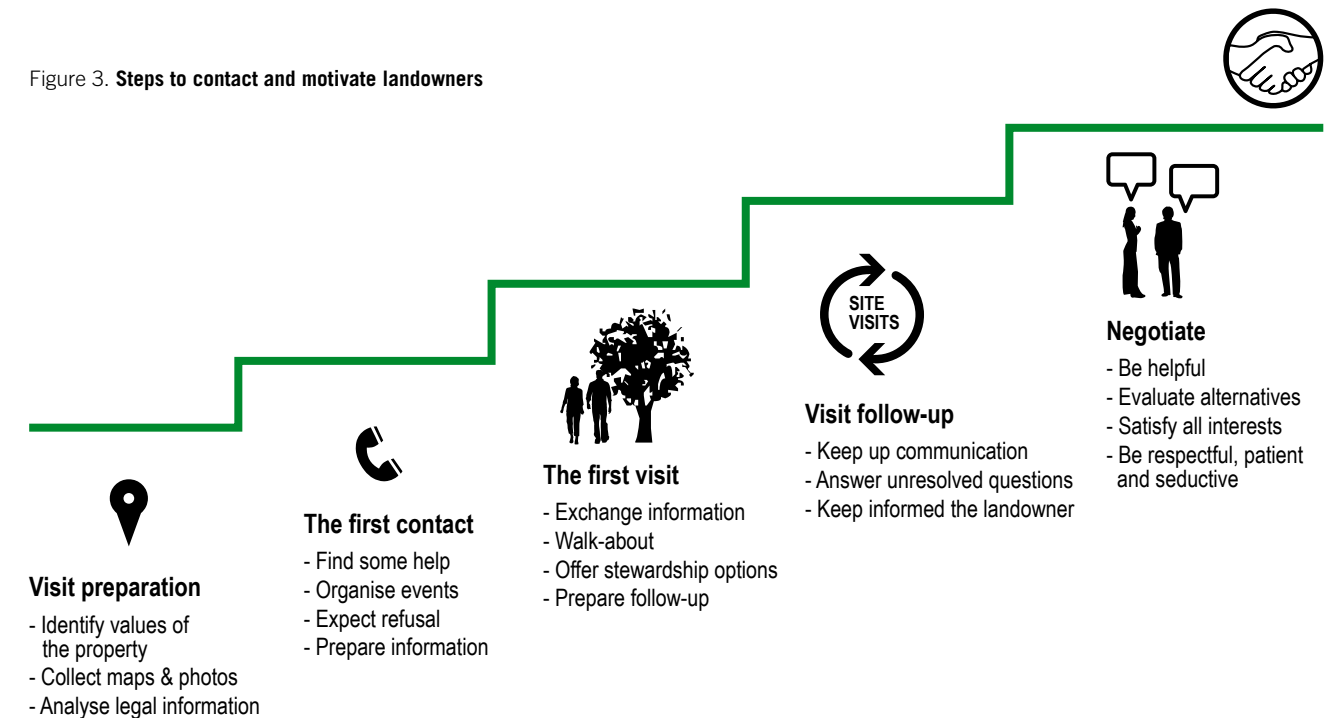 Figure 3. Steps to contact and motivate landowners
Visit preparation
- Identify values of
the property
- Collect maps & photos
- Analyse legal information
The first contact
- Find some help
- Organise events
- Expect refusal
- Prepare information
The first visit
- Exchange information
- Walk-about
- Offer stewardship options
- Prepare follow-up
SITE
VISITS
Visit follow-up
- Keep up communication
- Answer unresolved questions
- Keep informed the landowner
Negotiate
- Be helpful
- Evaluate alternatives
- Satisfy all interests
- Be respectful, patient
and seductive